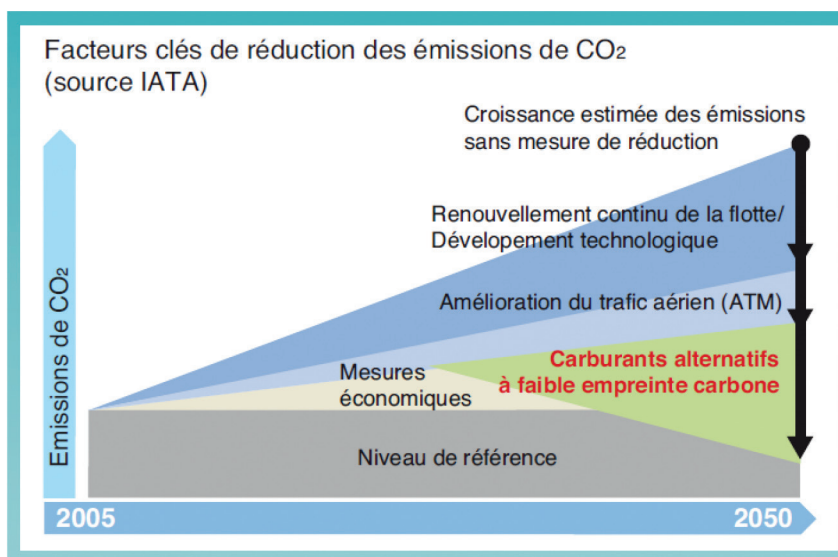 Facteurs clés de réduction des émissions de CO₂
(source IATA)
Croissance estimée des émissions
sans mesure de réduction
Renouvellement continu de la flotte/
Dévelopement technologique
Amélioration du trafic aérien (ATM)
Carburants alternatifs
à faible empreinte carbone
Mesures
économiques
Niveau de référence
Emissions de CO₂
2005
2050